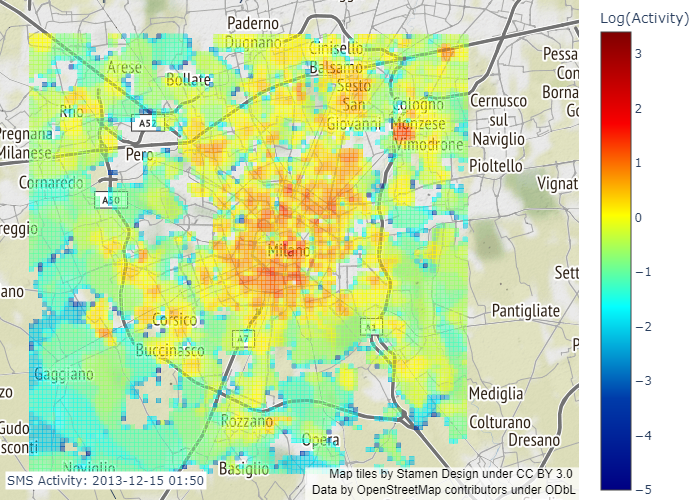 Paderno
Dugnano
Cinisello
Balsamo
Arese
Bollate
Sesto
San
Giovanni
Rho
A52
Cologno
Monzese
Vimodrone
Cernusco
sul
Naviglio
Pessa
Con
Borna
Go
Pregnana
Milanese
Pero
Pioltello
Cornaredo
A50
Vignat
reggio
Milano
Sett
ano
Corsico
Pantigliate
A7
A1
Buccinasco
P
Gaggiano
zo
Mediglia
Rozzano
Gudo
sconti
Opera
Colturano
Dresano
Noviglio
Basiglio
SMS Activity: 2013-12-15 01:50
Map tiles by Stamen Design under CC BY 3.0
Data by OpenStreetMap contributors under ODbL
Log(Activity)
3
2
1
0
−1
−2
−3
−4
−5